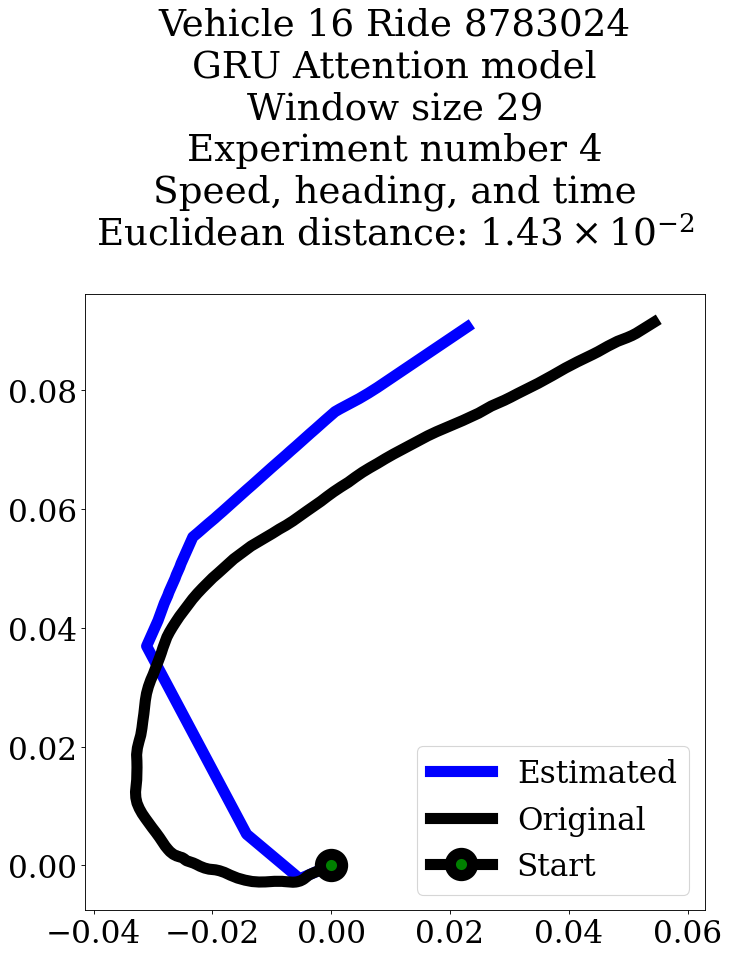 Vehicle 16 Ride 8783024
GRU Attention model
Window size 29
Experiment number 4
Speed, heading, and time
Euclidean distance: 1.43 × 10⁻²
0.08
0.06
0.04
0.02
0.00
Estimated
Original
Start
−0.04 −0.02 0.00 0.02 0.04 0.06